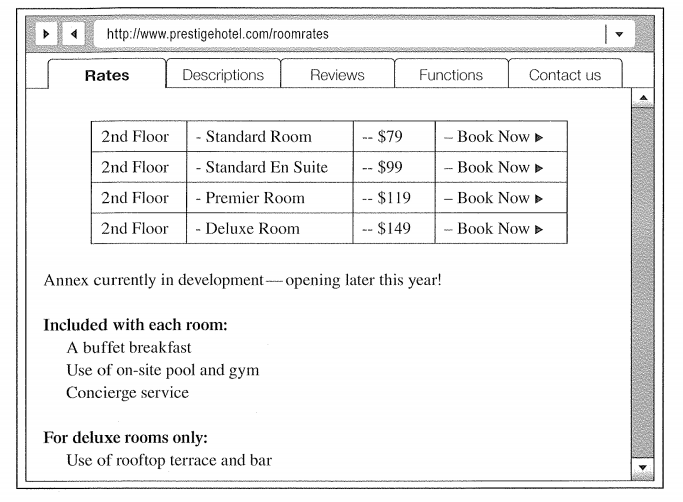 http://www.prestigehotel.com/roomrates
Rates Descriptions Reviews Functions Contact us
2nd Floor - Standard Room -- $79 – Book Now
2nd Floor - Standard En Suite -- $99 – Book Now
2nd Floor - Premier Room -- $119 – Book Now
2nd Floor - Deluxe Room -- $149 – Book Now
Annex currently in development—opening later this year!
Included with each room:
A buffet breakfast
Use of on-site pool and gym
Concierge service
For deluxe rooms only:
Use of rooftop terrace and bar